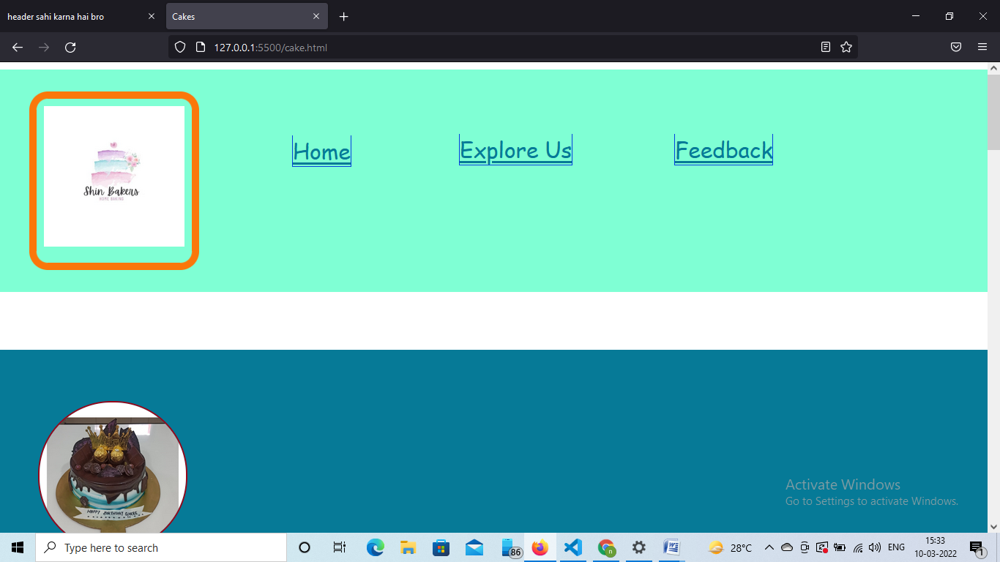 header sahi karna hai bro
Cakes
127.0.0.1:5500/cake.html
Home
Explore Us
Feedback
Shin Bakers
HOME BAKING
HAPPY BIRTHDAY
Activate Windows
Go to Settings to activate Windows.
Type here to search
86
n
28°C
ENG
15:33
10-03-2022
1